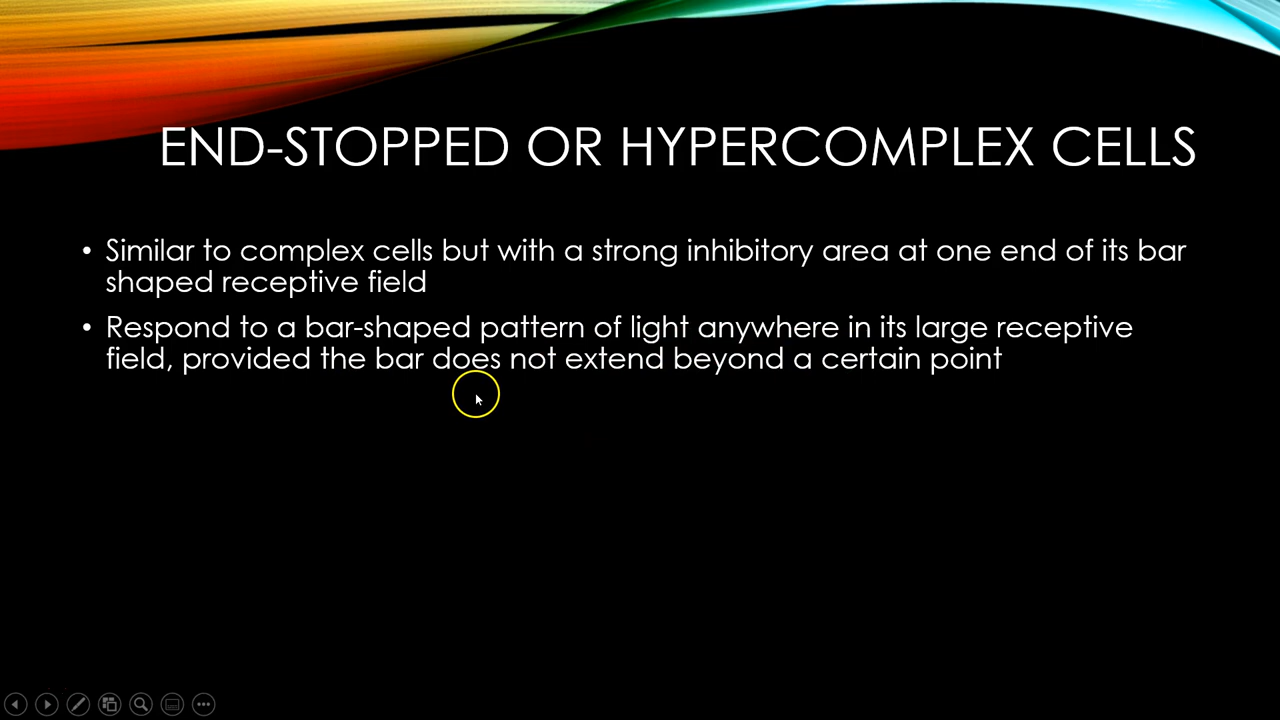 END-STOPPED OR HYPERCOMPLEX CELLS
• Similar to complex cells but with a strong inhibitory area at one end of its bar
shaped receptive field
• Respond to a bar-shaped pattern of light anywhere in its large receptive
field, provided the bar does not extend beyond a certain point